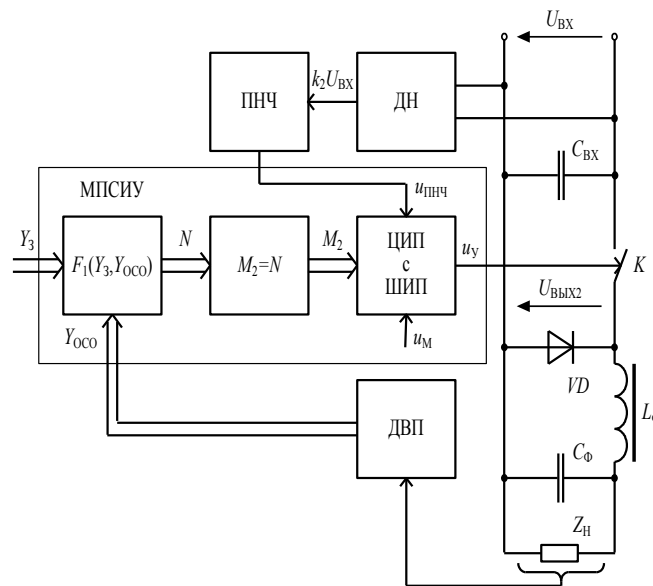 U_ВХ
ПНЧ
k₂U_ВХ
ДН
C_ВХ
МПСИУ
u_ПНЧ
Y_З
F₁(Y_З,Y_ОСО)
N
M₂=N
M₂
ЦИП
с
ШИП
u_У
K
U_ВЫХ2
Y_ОСО
u_М
VD
ДВП
C_Ф
Z_Н